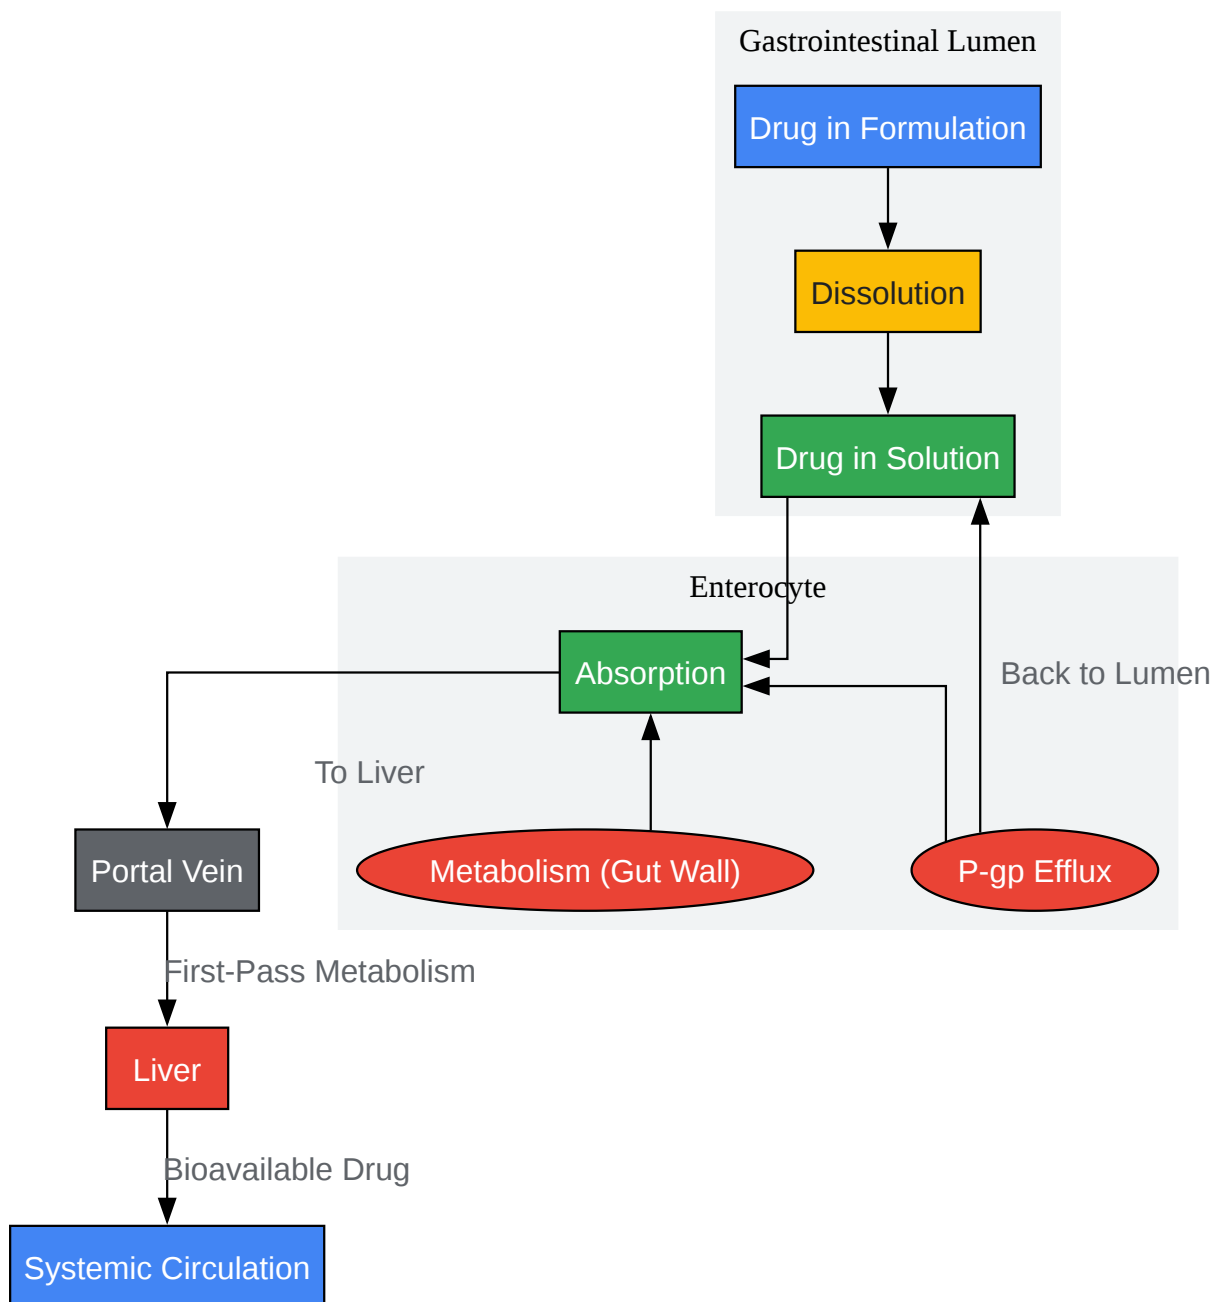 Gastrointestinal Lumen
Drug in Formulation
Dissolution
Drug in Solution
Enterocyte
Absorption
Back to Lumen
To Liver
Portal Vein
Metabolism (Gut Wall)
P-gp Efflux
First-Pass Metabolism
Liver
Bioavailable Drug
Systemic Circulation